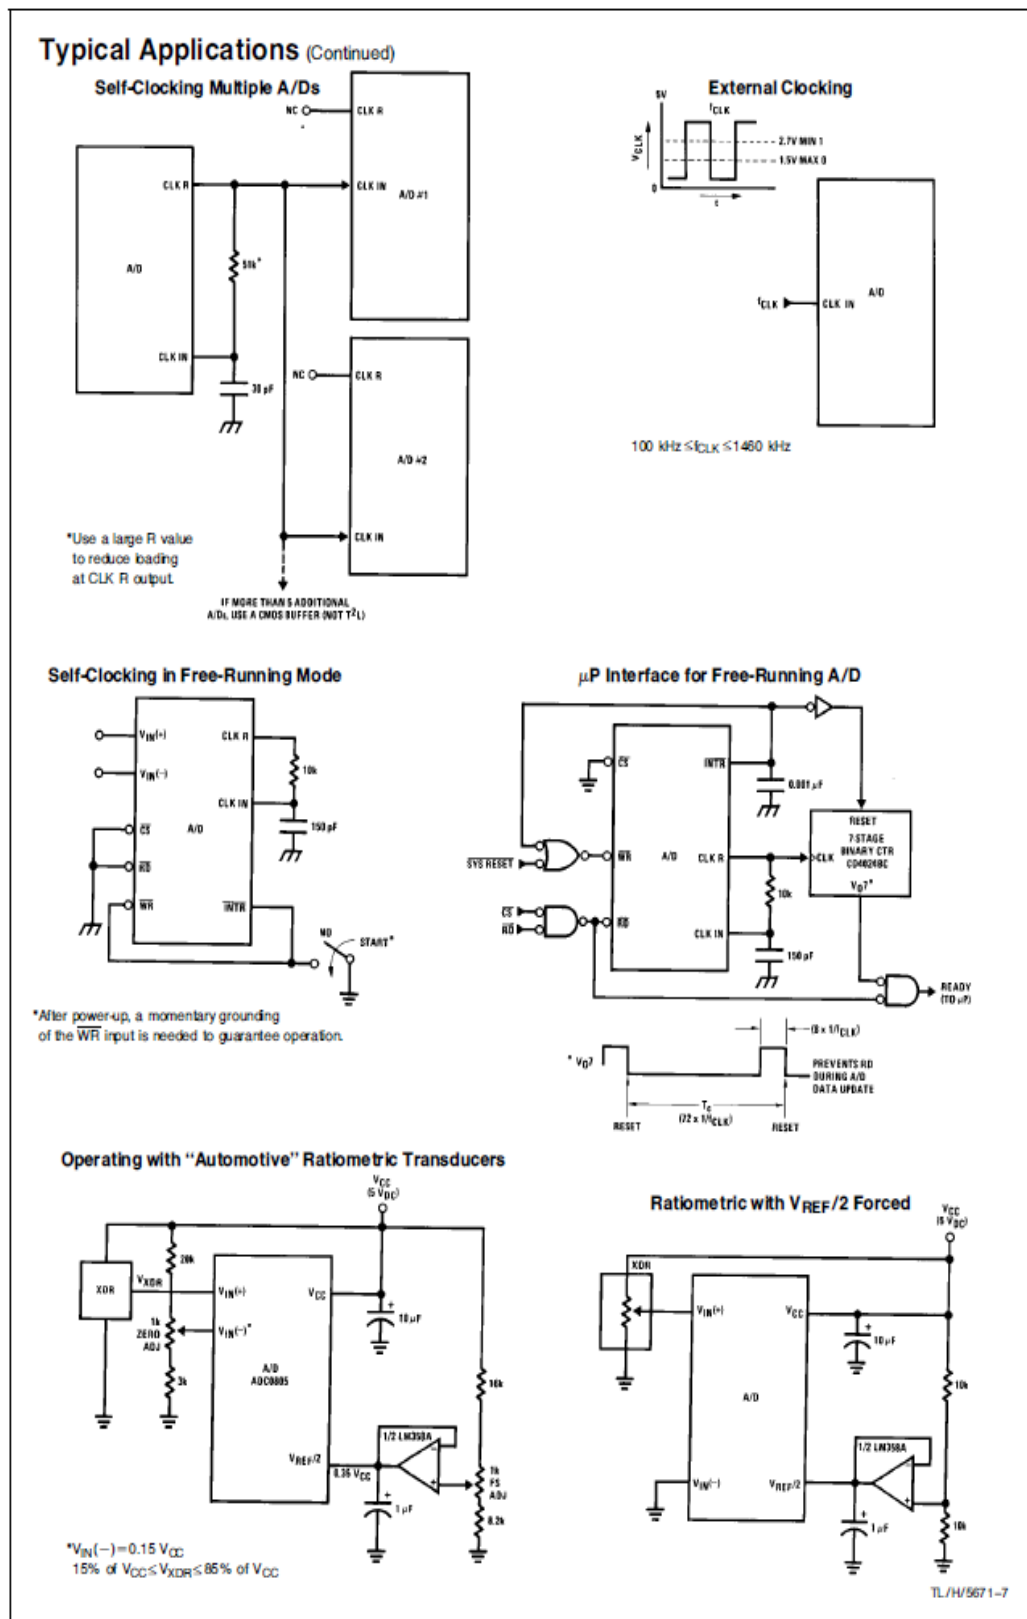 Typical Applications (Continued)
Self-Clocking Multiple A/Ds
NC
CLK R
CLK R
CLK IN
A/D #1
A/D
51k*
CLK IN
30 pF
NC
CLK R
A/D #2
CLK IN
*Use a large R value
to reduce loading
at CLK R output.
IF MORE THAN 5 ADDITIONAL
A/Ds, USE A CMOS BUFFER (NOT T2L)
External Clocking
5V
fCLK
VCLK
2.7V MIN 1
1.5V MAX 0
0
t
fCLK
CLK IN
A/D
100 kHz≤fCLK≤1460 kHz
Self-Clocking in Free-Running Mode
VIN(+)
CLK R
10k
VIN(−)
CLK IN
150 pF
CS
A/D
RD
WR
INTR
NO
START*
*After power-up, a momentary grounding
of the WR input is needed to guarantee operation.
μP Interface for Free-Running A/D
CS
INTR
0.001 μF
RESET
7-STAGE
BINARY CTR
CD4024BC
CLK
VO7*
SYS RESET
WR
A/D
CLK R
10k
CS
RD
RD
CLK IN
150 pF
READY
(TO μP)
(8 x 1/fCLK)
* VO7
PREVENTS RD
DURING A/D
DATA UPDATE
TC
(72 x 1/fCLK)
RESET
RESET
Operating with “Automotive” Ratiometric Transducers
VCC
(5 VDC)
20k
XDR
VXDR
VIN(+)
VCC
10 μF
1k
ZERO
ADJ
VIN(−)*
3k
A/D
ADC0805
16k
1/2 LM358A
VREF/2
0.35 VCC
1k
FS
ADJ
1 μF
8.2k
*VIN(−)=0.15 VCC
15% of VCC≤VXDR≤85% of VCC
Ratiometric with VREF/2 Forced
VCC
(5 VDC)
XDR
VIN(+)
VCC
10 μF
A/D
10k
1/2 LM358A
VIN(−)
VREF/2
1 μF
10k
TL/H/5671–7